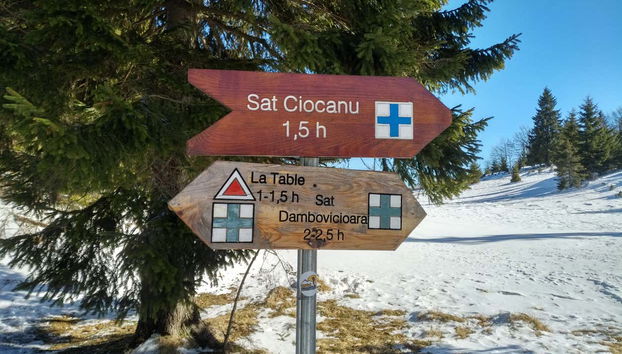 Sat Ciocanu
1,5 h
La Table
1-1,5 h
Sat
Dambovicioara
2-2,5 h